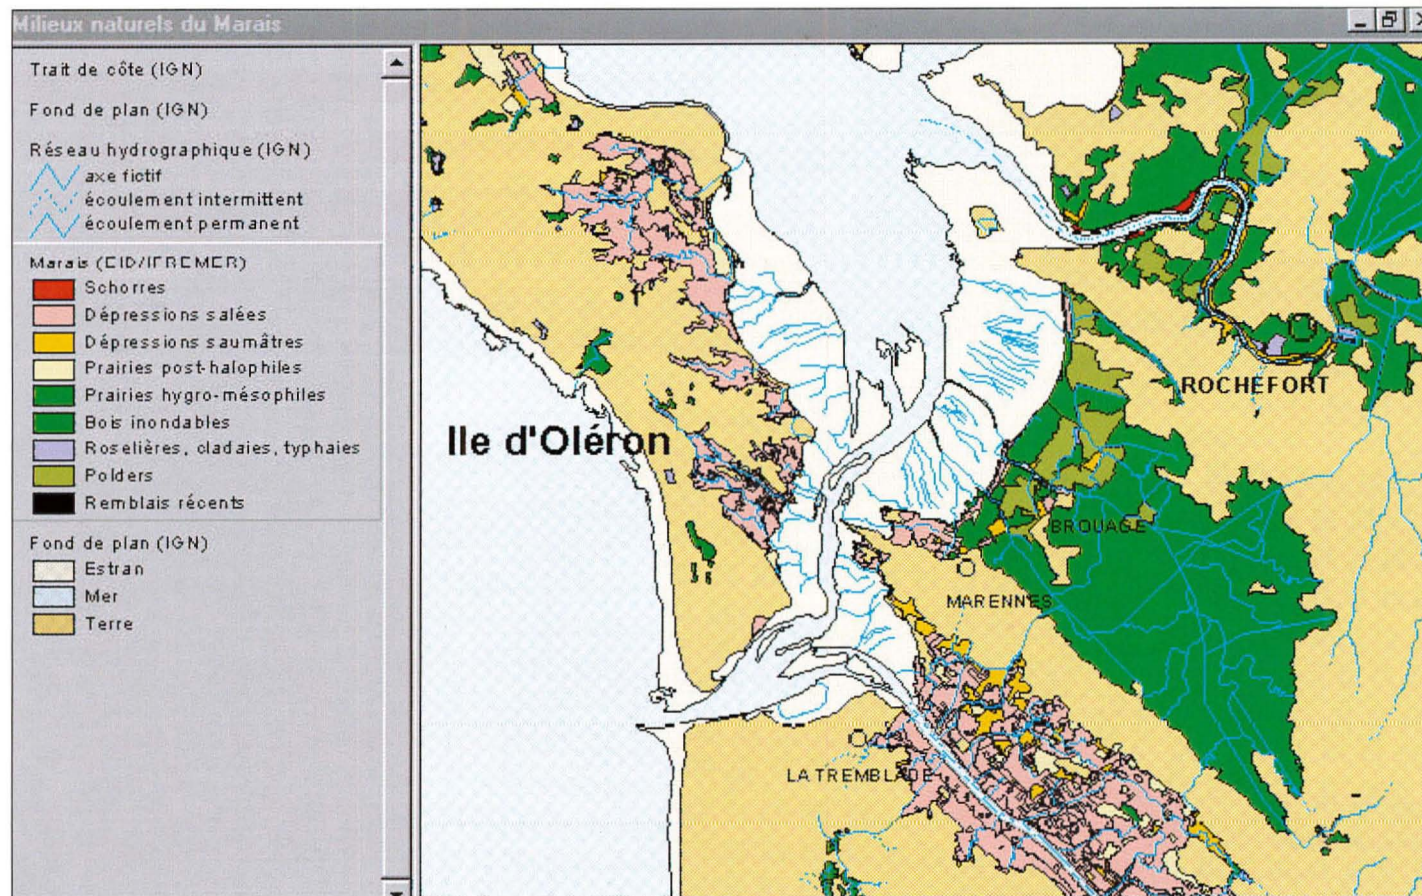 Milieux naturels du Marais
Trait de côte (IGN)
Fond de plan (IGN)
Réseau hydrographique (IGN)
axe fictif
écoulement intermittent
écoulement permanent
Marais (EID/IFREMER)
Schorres
Dépressions salées
Dépressions saumâtres
Prairies post-halophiles
Prairies hygro-mésophiles
Bois inondables
Roselières, cladaies, typhaies
Polders
Remblais récents
Fond de plan (IGN)
Estran
Mer
Terre
ROCHEFORT
Ile d'Oléron
BROUAGE
MARENNES
LA TREMBLADE